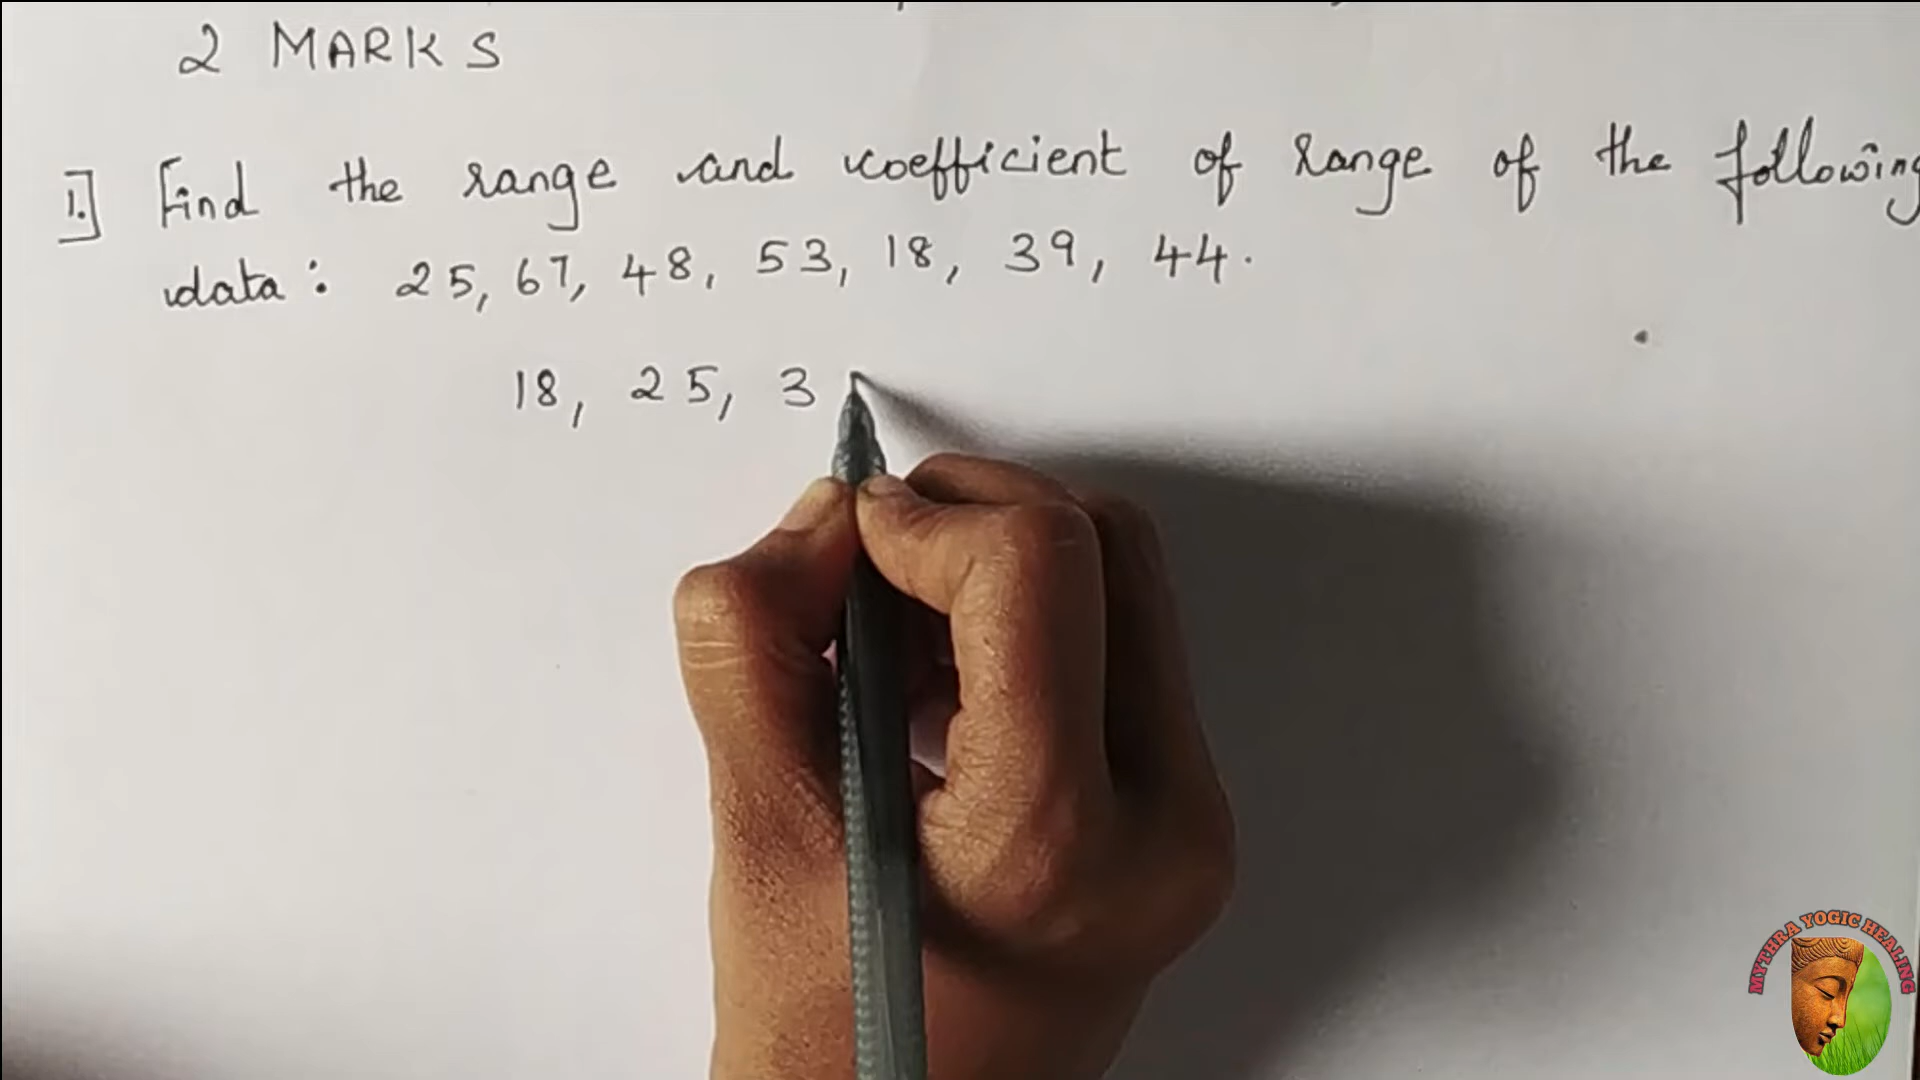 2 MARKS
1.] Find the range and coefficient of range of the following
data: 25, 67, 48, 53, 18, 39, 44.
18, 25, 3
MYTHRA YOGIC HEALING